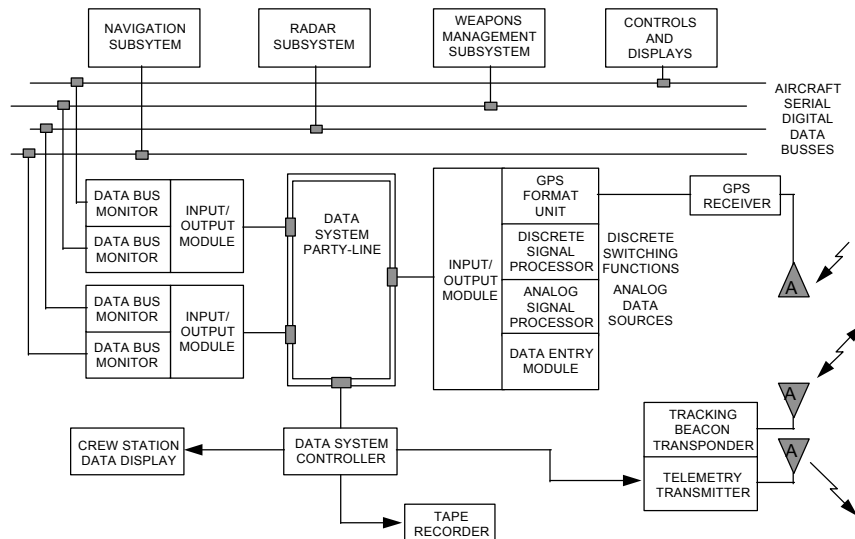 NAVIGATION
SUBSYTEM
RADAR
SUBSYSTEM
WEAPONS
MANAGEMENT
SUBSYSTEM
CONTROLS
AND
DISPLAYS
AIRCRAFT
SERIAL
DIGITAL
DATA
BUSSES
DATA BUS
MONITOR
DATA BUS
MONITOR
INPUT/
OUTPUT
MODULE
DATA BUS
MONITOR
DATA BUS
MONITOR
INPUT/
OUTPUT
MODULE
DATA
SYSTEM
PARTY-LINE
INPUT/
OUTPUT
MODULE
GPS
FORMAT
UNIT
DISCRETE
SIGNAL
PROCESSOR
ANALOG
SIGNAL
PROCESSOR
DATA ENTRY
MODULE
DISCRETE
SWITCHING
FUNCTIONS
ANALOG
DATA
SOURCES
GPS
RECEIVER
A
CREW STATION
DATA DISPLAY
DATA SYSTEM
CONTROLLER
TAPE
RECORDER
TRACKING
BEACON
TRANSPONDER
TELEMETRY
TRANSMITTER
A
A